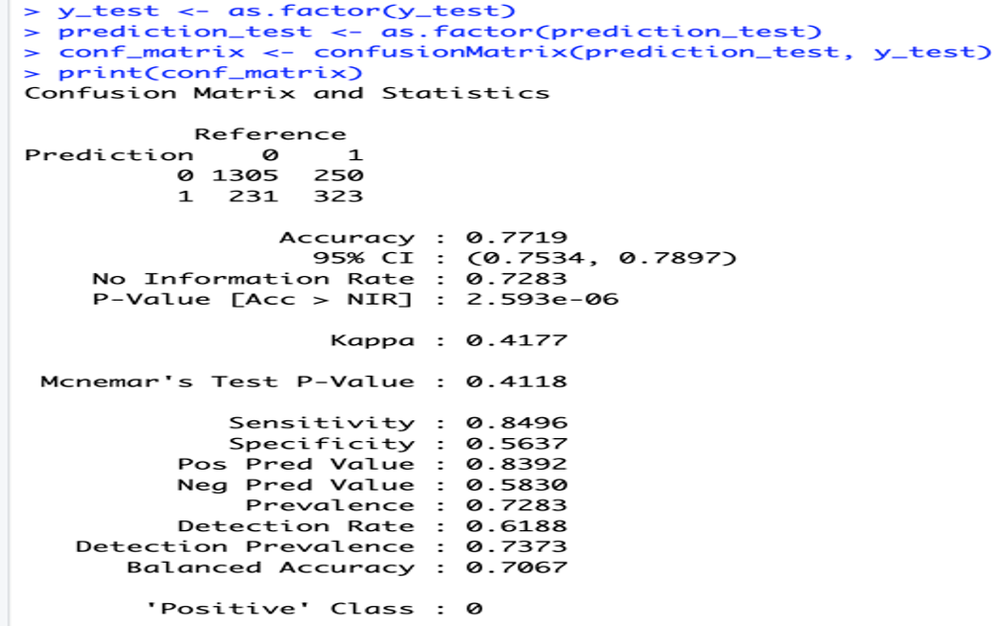 > y_test <- as.factor(y_test)
> prediction_test <- as.factor(prediction_test)
> conf_matrix <- confusionMatrix(prediction_test, y_test)
> print(conf_matrix)
Confusion Matrix and Statistics
Reference
Prediction 0 1
0 1305 250
1 231 323
Accuracy : 0.7719
95% CI : (0.7534, 0.7897)
No Information Rate : 0.7283
P-Value [Acc > NIR] : 2.593e-06
Kappa : 0.4177
Mcnemar's Test P-Value : 0.4118
Sensitivity : 0.8496
Specificity : 0.5637
Pos Pred Value : 0.8392
Neg Pred Value : 0.5830
Prevalence : 0.7283
Detection Rate : 0.6188
Detection Prevalence : 0.7373
Balanced Accuracy : 0.7067
'Positive' Class : 0